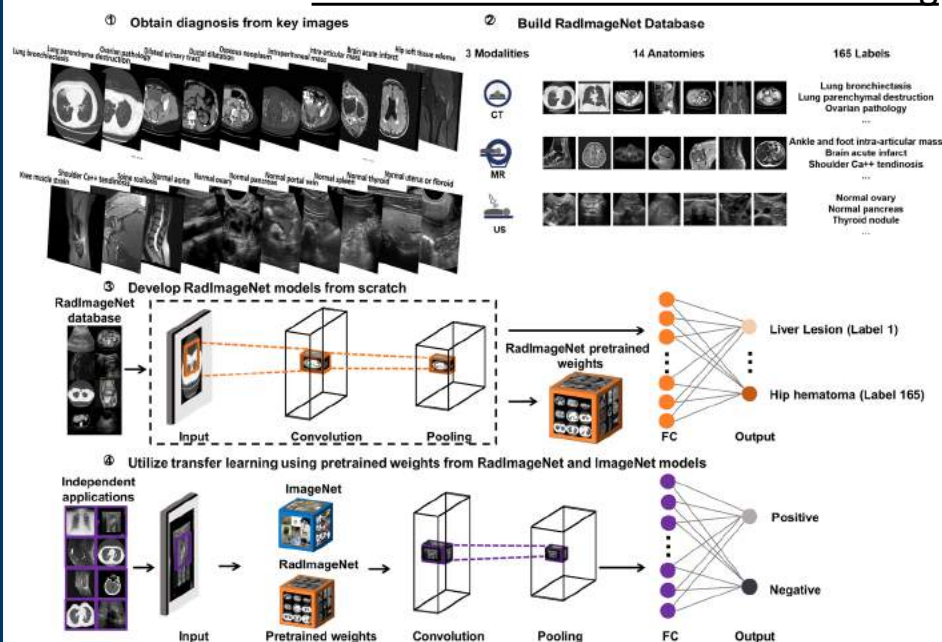 ① Obtain diagnosis from key images
Lung bronchiectasis
Lung parenchyma destruction
Ovarian pathology
Dilated urinary tract
Ductal dilatation
Osseous neoplasm
Intraperitoneal mass
Intra-articular mass
Brain acute infarct
Hip soft tissue edema
... ...
Knee muscle strain
Shoulder Ca++ tendinosis
Spine scoliosis
Normal aorta
Normal ovary
Normal pancreas
Normal portal vein
Normal spleen
Normal thyroid
Normal uterus or fibroid
② Build RadImageNet Database
3 Modalities 14 Anatomies 165 Labels
CT
Lung bronchiectasis
Lung parenchymal destruction
Ovarian pathology
...
MR
Ankle and foot intra-articular mass
Brain acute infarct
Shoulder Ca++ tendinosis
...
US
Normal ovary
Normal pancreas
Thyroid nodule
...
③ Develop RadImageNet models from scratch
RadImageNet
database
Input Convolution Pooling
RadImageNet pretrained
weights
FC Output
Liver Lesion (Label 1)
Hip hematoma (Label 165)
④ Utilize transfer learning using pretrained weights from RadImageNet and ImageNet models
Independent
applications
Input
ImageNet
RadImageNet
Pretrained weights
Convolution Pooling FC Output
Positive
Negative